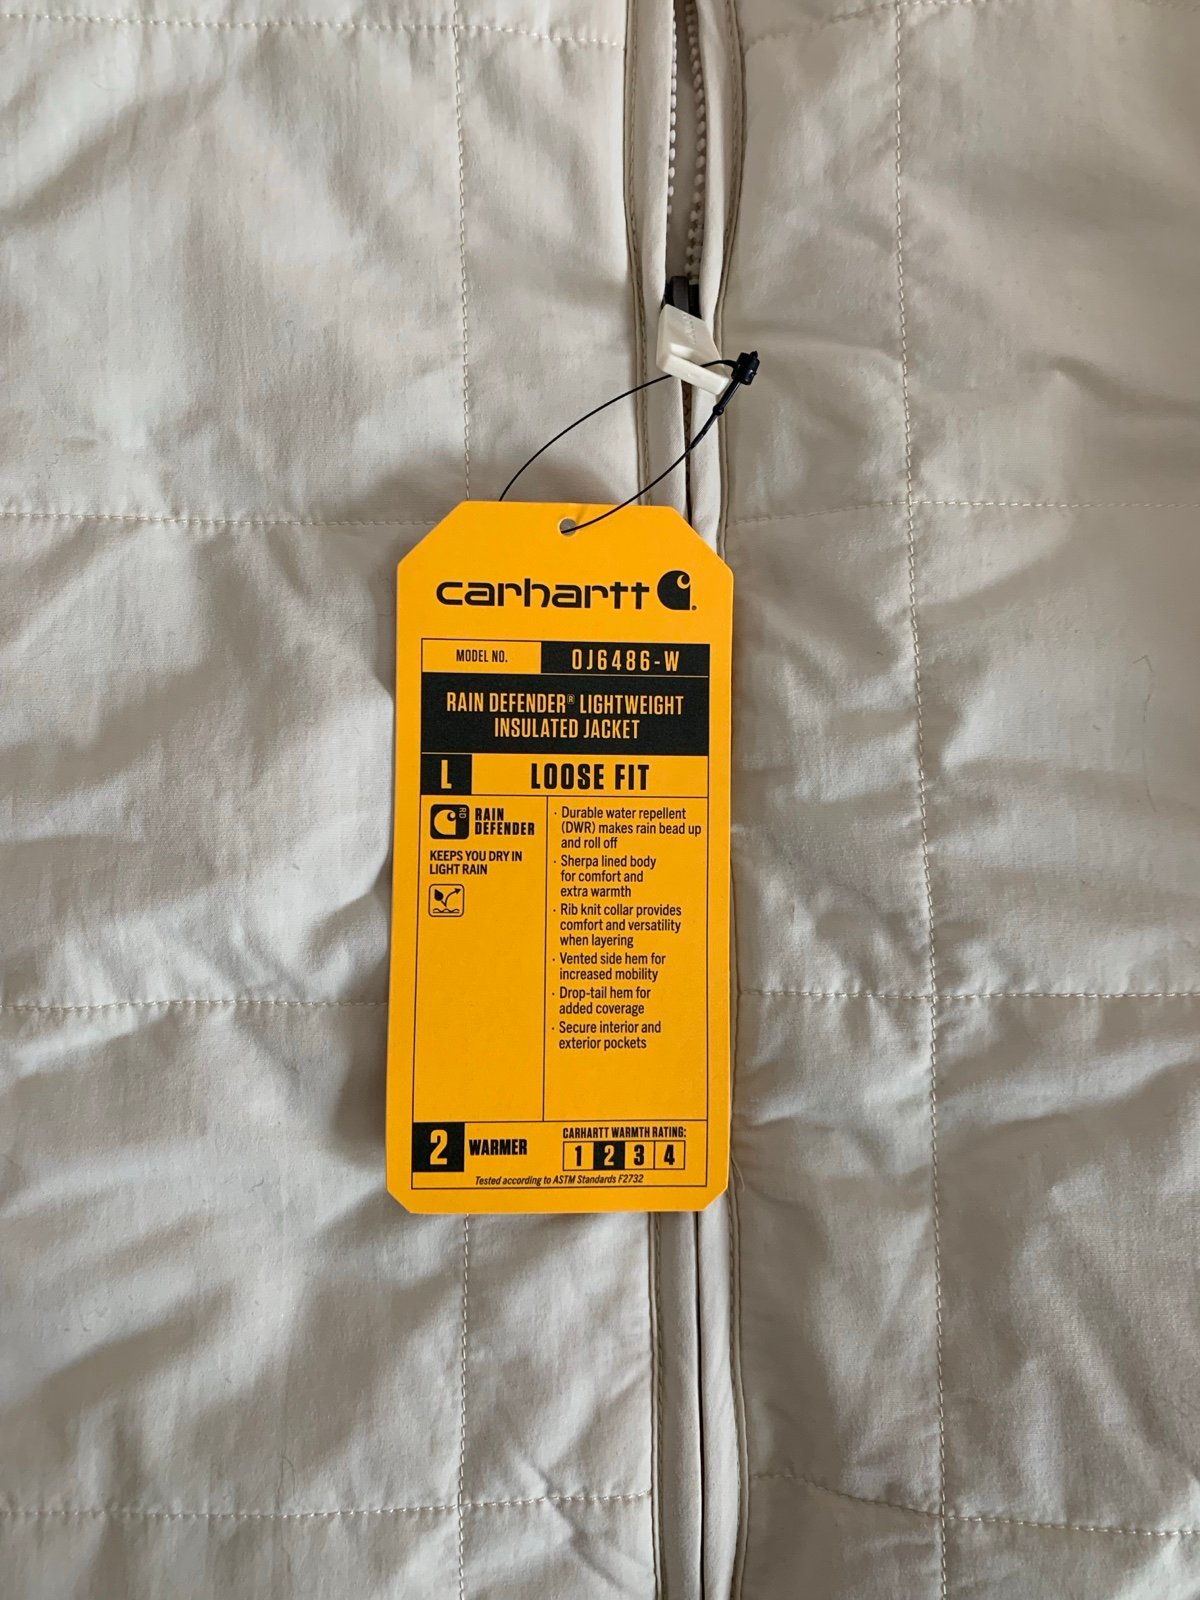 carhartt
MODEL NO. OJ6486-W
RAIN DEFENDER® LIGHTWEIGHT
INSULATED JACKET
L LOOSE FIT
RD
RAIN
DEFENDER
KEEPS YOU DRY IN
LIGHT RAIN
· Durable water repellent
(DWR) makes rain bead up
and roll off
· Sherpa lined body
for comfort and
extra warmth
· Rib knit collar provides
comfort and versatility
when layering
· Vented side hem for
increased mobility
· Drop-tail hem for
added coverage
· Secure interior and
exterior pockets
2 WARMER
CARHARTT WARMTH RATING:
1 2 3 4
Tested according to ASTM Standards F2732